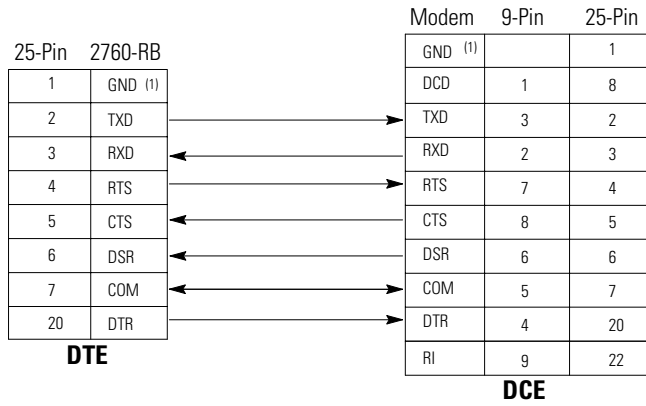 Modem 9-Pin 25-Pin
25-Pin 2760-RB
GND (1) 1
1 GND (1) DCD 1 8
2 TXD TXD 3 2
3 RXD RXD 2 3
4 RTS RTS 7 4
5 CTS CTS 8 5
6 DSR DSR 6 6
7 COM COM 5 7
20 DTR DTR 4 20
DTE RI 9 22
DCE